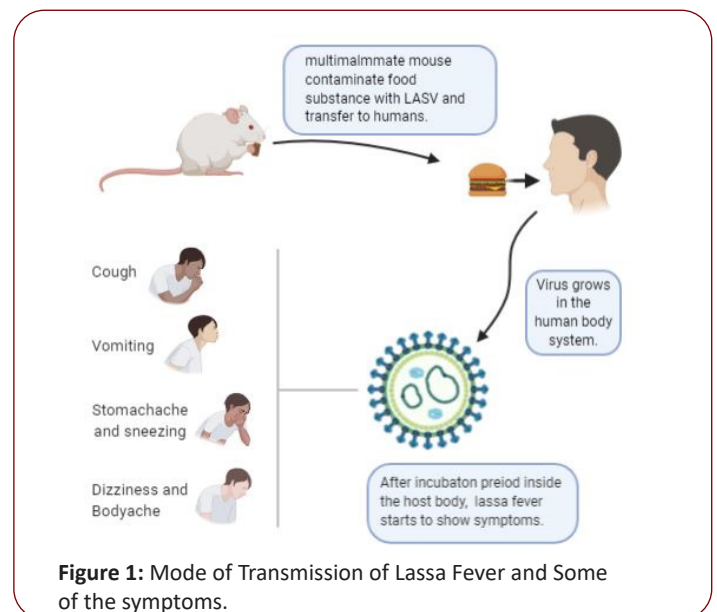 multimalmmate mouse
contaminate food
substance with LASV and
transfer to humans.
Virus grows
in the
human body
system.
Cough
Vomiting
Stomachache
and sneezing
Dizziness and
Bodyache
After incubaton preiod inside
the host body, lassa fever
starts to show symptoms.
Figure 1: Mode of Transmission of Lassa Fever and Some
of the symptoms.